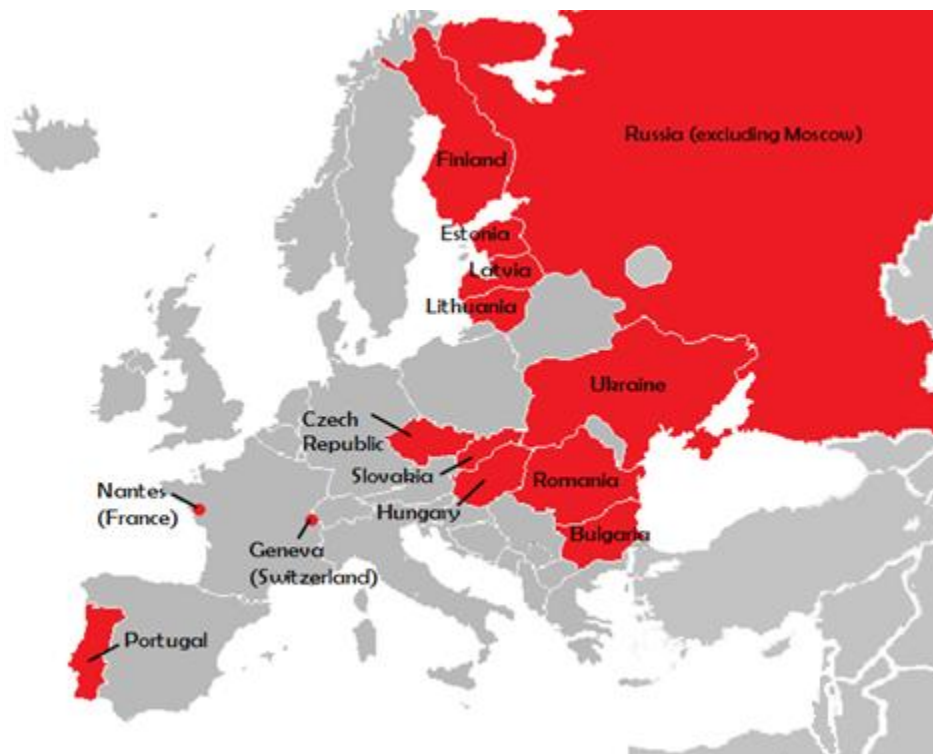 Russia (excluding Moscow)
Finland
Estonia
Latvia
Lithuania
Ukraine
Czech
Republic
Slovakia
Romania
Nantes
(France)
Hungary
Bulgaria
Geneva
(Switzerland)
Portugal